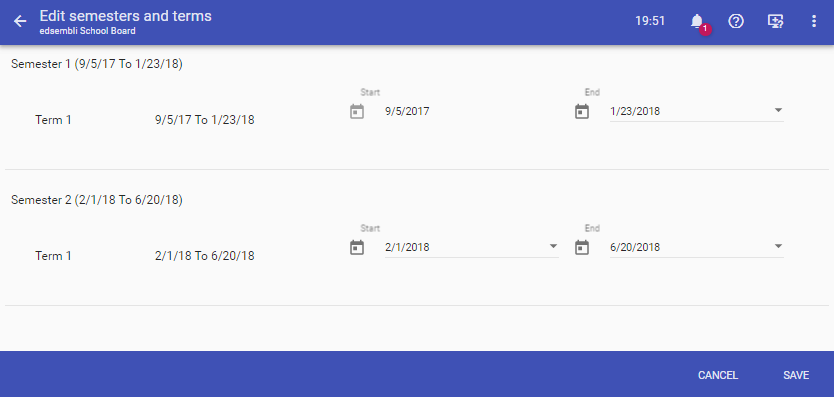 Edit semesters and terms
edsembli School Board
19:51
1
Semester 1 (9/5/17 To 1/23/18)
Start
End
Term 1
9/5/17 To 1/23/18
9/5/2017
1/23/2018
Semester 2 (2/1/18 To 6/20/18)
Start
End
Term 1
2/1/18 To 6/20/18
2/1/2018
6/20/2018
CANCEL
SAVE